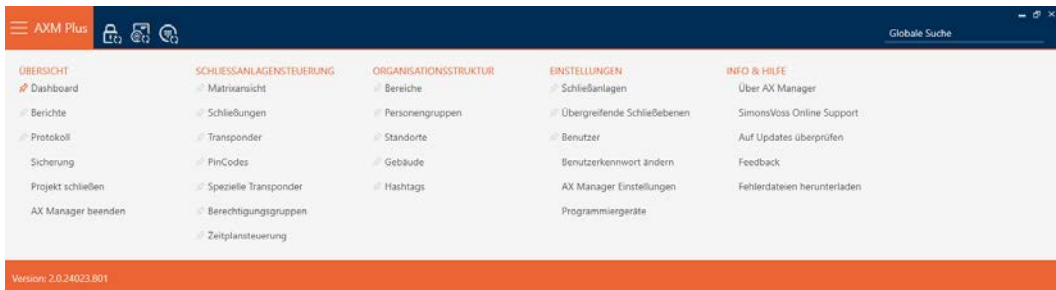 AXM Plus
Globale Suche
ÜBERSICHT
Dashboard
Berichte
Protokoll
Sicherung
Projekt schließen
AX Manager beenden
SCHLIESSANLAGENSTEUERUNG
Matrixansicht
Schließungen
Transponder
PinCodes
Spezielle Transponder
Berechtigungsgruppen
Zeitplansteuerung
ORGANISATIONSSTRUKTUR
Bereiche
Personengruppen
Standorte
Gebäude
Hashtags
EINSTELLUNGEN
Schließanlagen
Übergreifende Schließebenen
Benutzer
Benutzerkennwort ändern
AX Manager Einstellungen
Programmiergeräte
INFO & HILFE
Über AX Manager
SimonsVoss Online Support
Auf Updates überprüfen
Feedback
Fehlerdateien herunterladen
Version: 2.0.24023.801